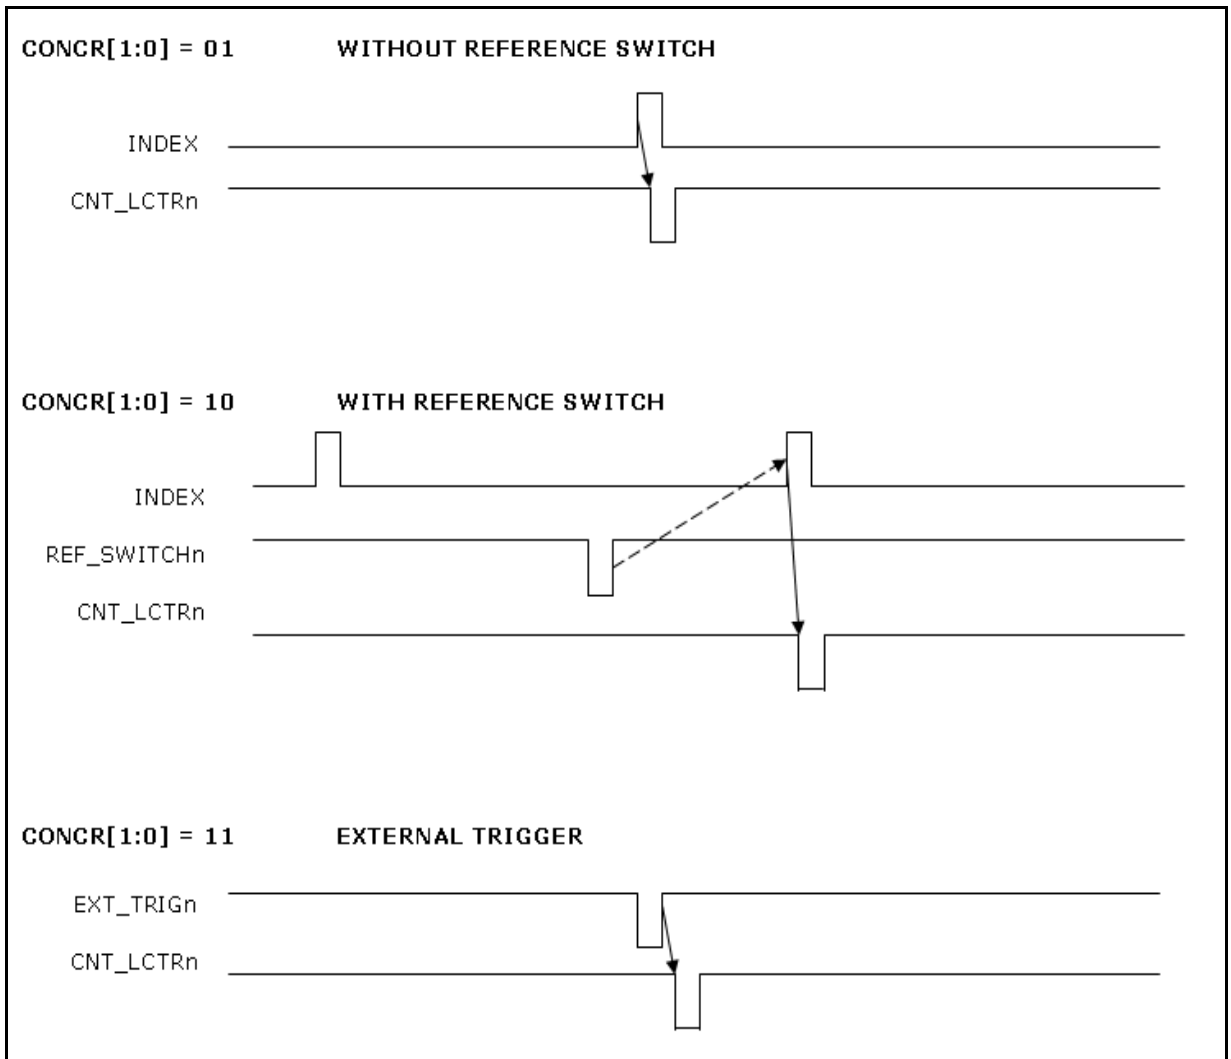 CONCR[1:0] = 01 WITHOUT REFERENCE SWITCH
INDEX
CNT_LCTRn
CONCR[1:0] = 10 WITH REFERENCE SWITCH
INDEX
REF_SWITCHn
CNT_LCTRn
CONCR[1:0] = 11 EXTERNAL TRIGGER
EXT_TRIGn
CNT_LCTRn